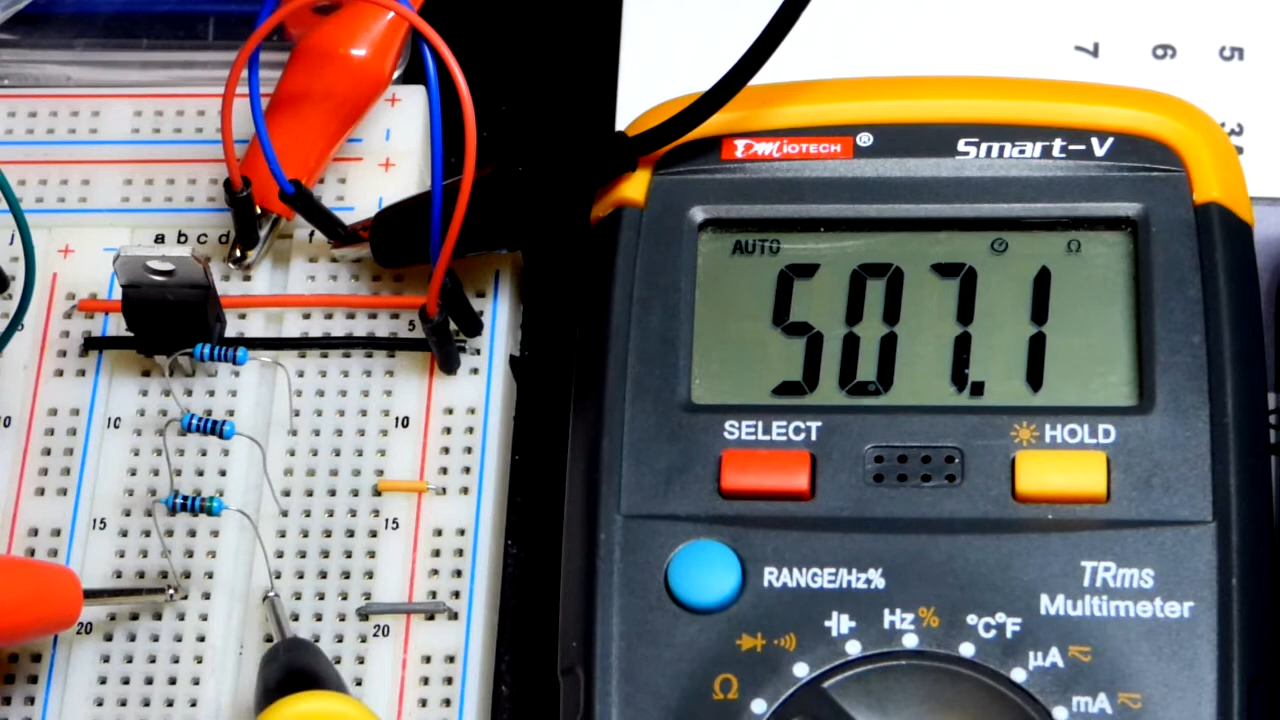 7 6 5
+
+
j + a b c d f
5
10 10 10
15 15
20 20
DMiOTECH ® Smart-V
AUTO Ω
507.1
SELECT HOLD
RANGE/Hz%
TRms
Multimeter
Hz% °C°F
µA
mA
Ω